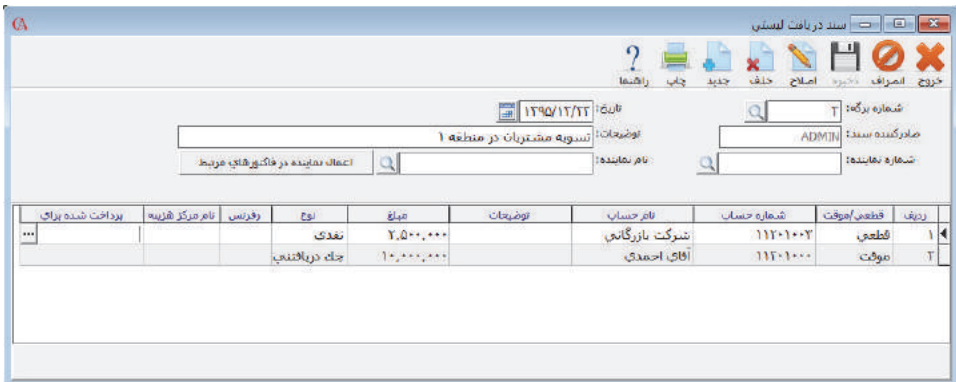 سند دریافت لیستی
خروج انصراف ذخیره اصلاح حذف جدید چاپ راهنما
شماره برگه: ۲ تاریخ: ۱۳۹۵/۱۲/۲۲
صادرکننده سند: ADMIN توضیحات: تسویه مشتریان در منطقه ۱
شماره نماینده: نام نماینده: اعمال نماینده در فاکتورهای مرتبط
ردیف قطعی/موقت شماره حساب نام حساب توضیحات مبلغ نوع رفرنس نام مرکز هزینه پرداخت شده برای
۱ قطعی ۱۱۲۰۱۰۰۲ شرکت بازرگانی ۲,۵۰۰,۰۰۰ نقدی ...
۲ موقت ۱۱۲۰۱۰۰۰ آقای احمدی ۱۰,۰۰۰,۰۰۰ چک دریافتنی